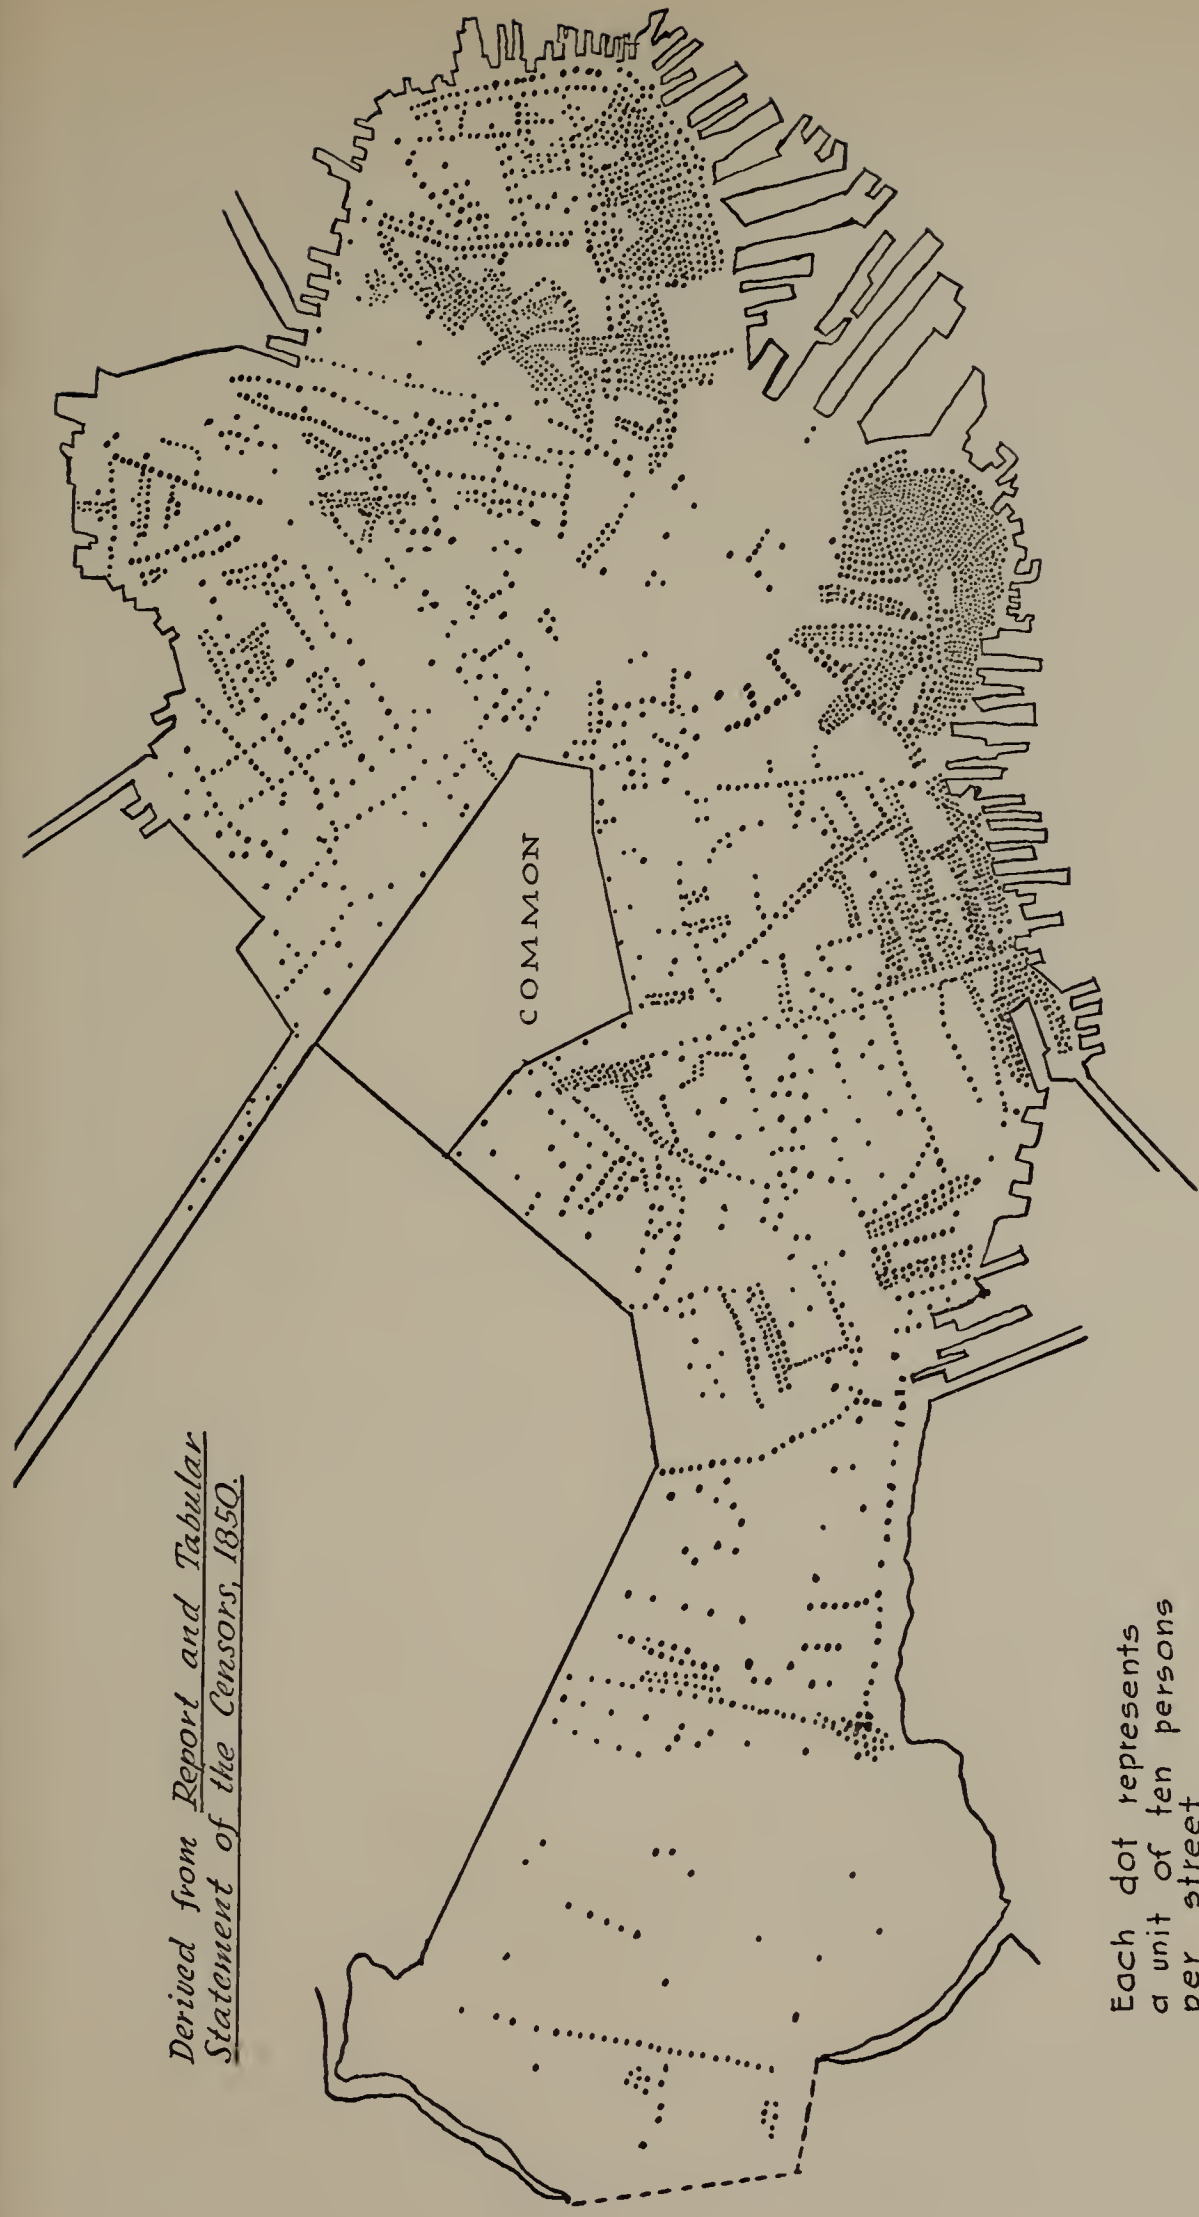 Derived from Report and Tabular
Statement of the Censors, 1850.
COMMON
Each dot represents
a unit of ten persons
per street